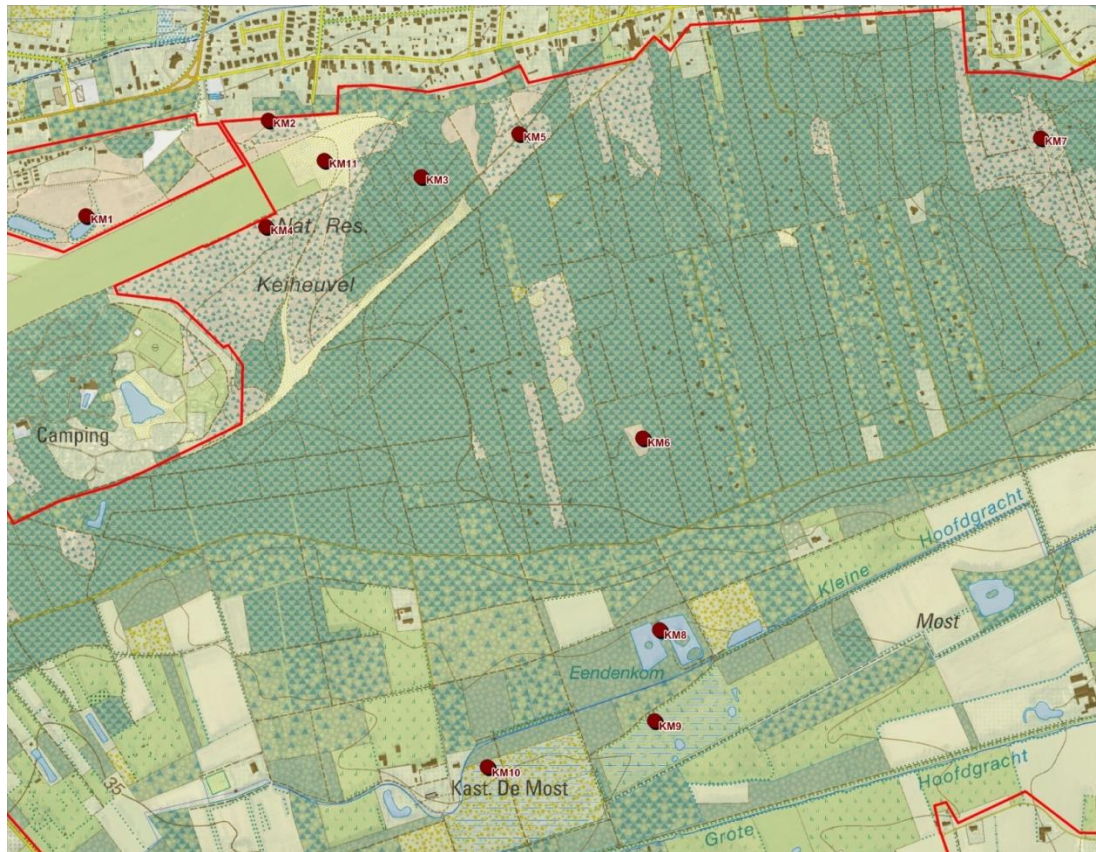 KM2
KM5
KM7
KM11
KM3
KM1
KM4
Nat. Res.
Keiheuvel
Camping
KM6
Hoofdgracht
Kleine
Most
KM8
Eendenkom
KM9
KM10
Kast. De Most
35
Hoofdgracht
Grote